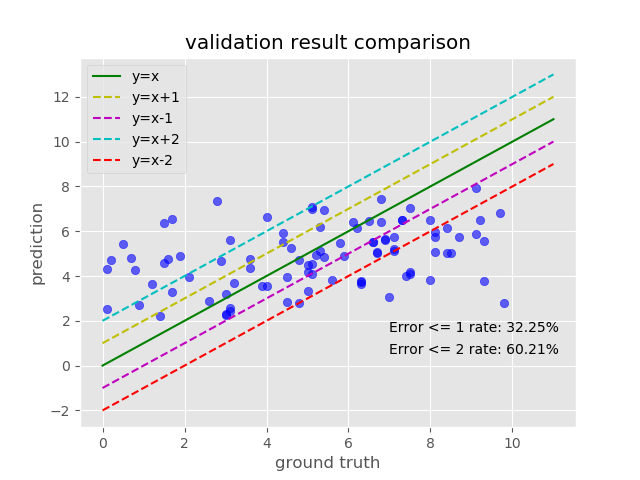 validation result comparison
y=x
y=x+1
y=x-1
y=x+2
y=x-2
12
10
8
6
4
2
0
−2
prediction
Error <= 1 rate: 32.25%
Error <= 2 rate: 60.21%
0 2 4 6 8 10
ground truth